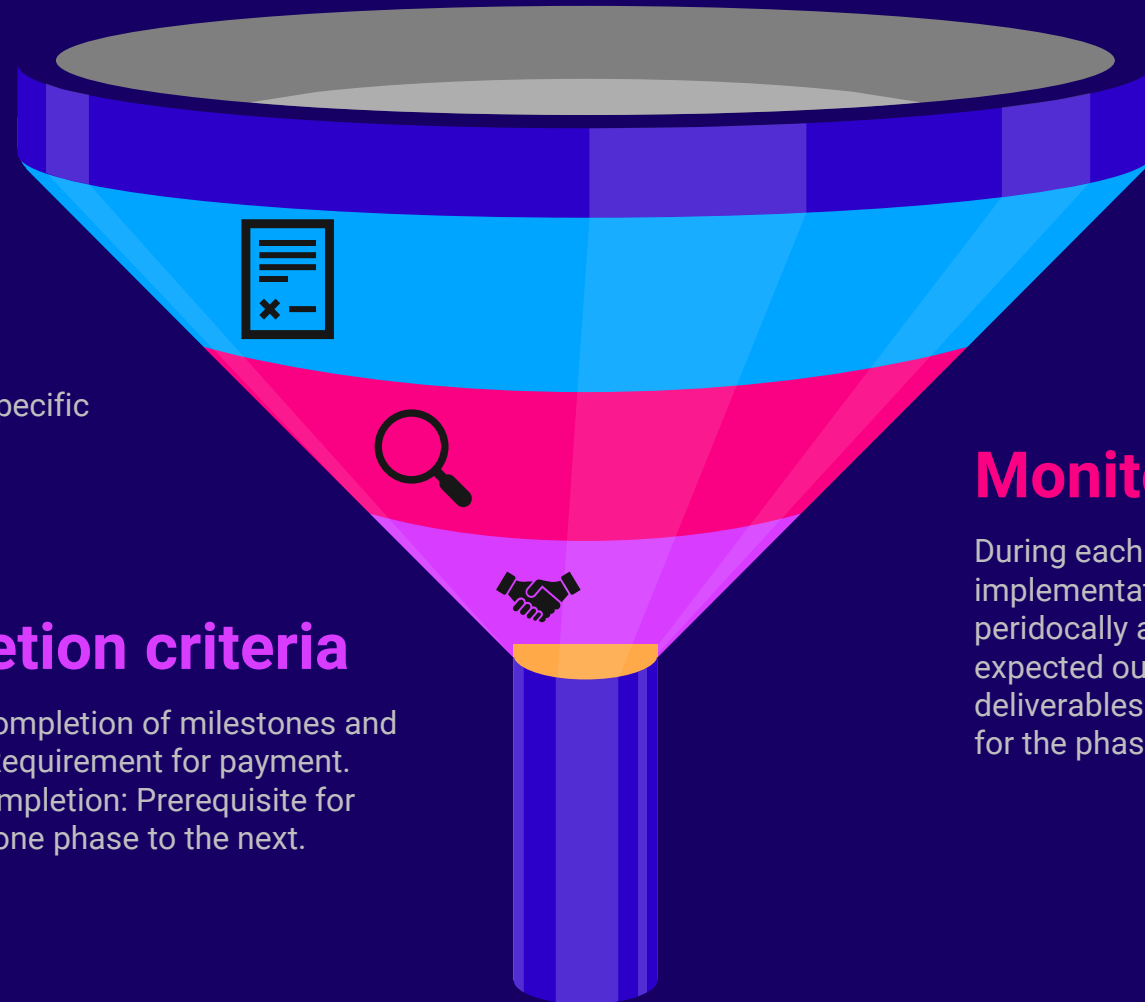 pecific
etion criteria
ompletion of milestones and
equirement for payment.
mpletion: Prerequisite for
one phase to the next.
Monit
During each
implementa
peridocally a
expected ou
deliverables
for the phas